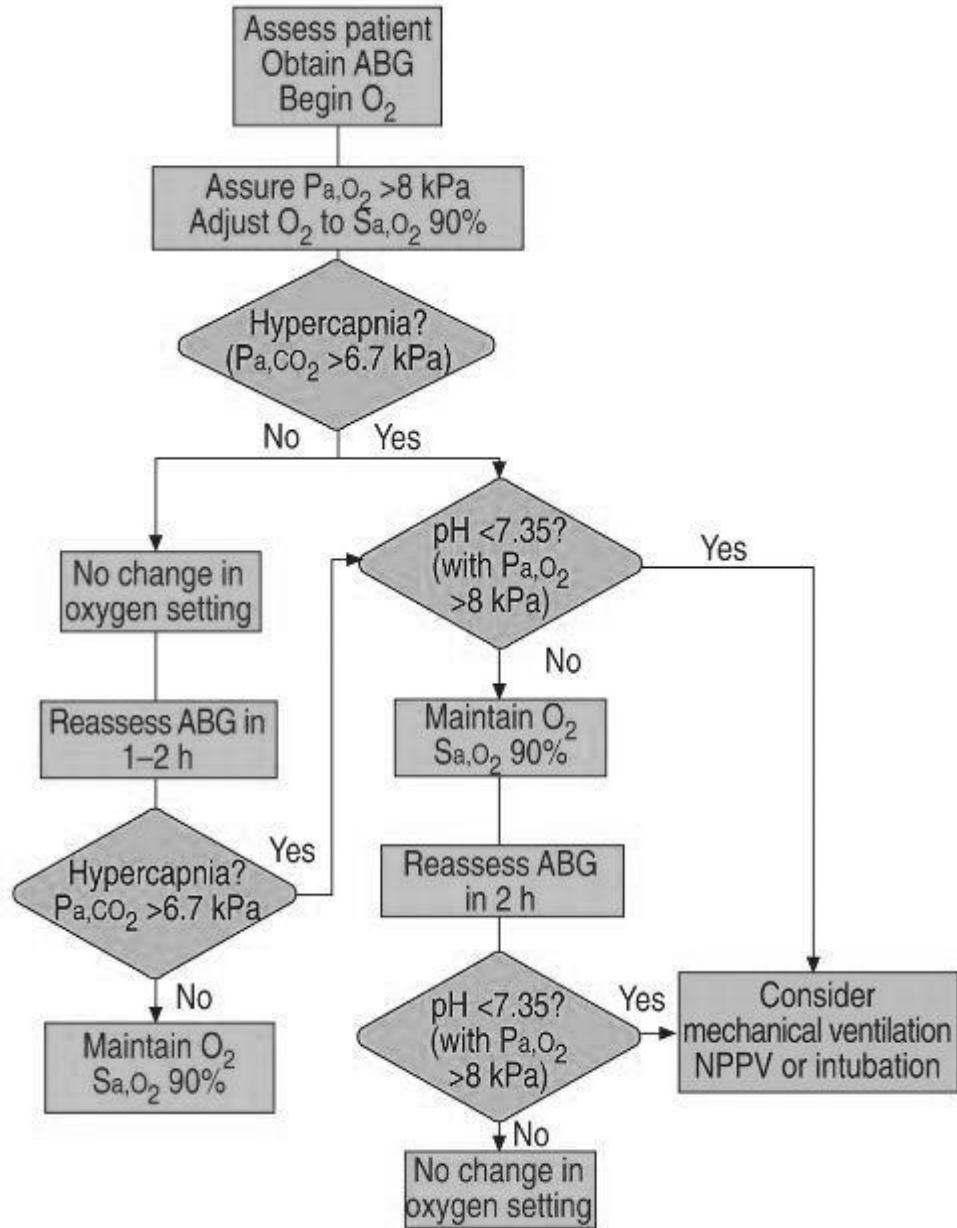 Assess patient
Obtain ABG
Begin O₂
Assure Pa,O₂ >8 kPa
Adjust O₂ to Sa,O₂ 90%
Hypercapnia?
(Pa,CO₂ >6.7 kPa)
No
Yes
No change in
oxygen setting
Reassess ABG in
1–2 h
Hypercapnia?
Pa,CO₂ >6.7 kPa
Yes
No
Maintain O₂
Sa,O₂ 90%
pH <7.35?
(with Pa,O₂
>8 kPa)
Yes
No
Maintain O₂
Sa,O₂ 90%
Reassess ABG
in 2 h
pH <7.35?
(with Pa,O₂
>8 kPa)
Yes
No
No change in
oxygen setting
Consider
mechanical ventilation
NPPV or intubation